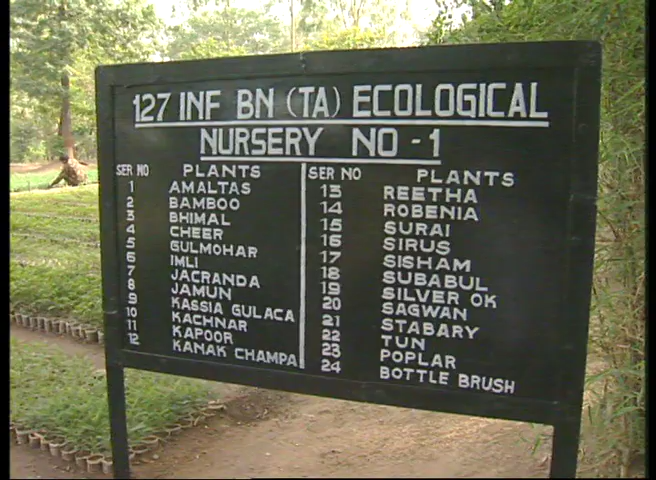 127 INF BN (TA) ECOLOGICAL
NURSERY NO - 1
SER NO PLANTS
1 AMALTAS
2 BAMBOO
3 BHIMAL
4 CHEER
5 GULMOHAR
6 IMLI
7 JACRANDA
8 JAMUN
9 KASSIA GULACA
10 KACHNAR
11 KAPOOR
12 KANAK CHAMPA
SER NO PLANTS
13 REETHA
14 ROBENIA
15 SURAI
16 SIRUS
17 SISHAM
18 SUBABUL
19 SILVER OK
20 SAGWAN
21 STABARY
22 TUN
23 POPLAR
24 BOTTLE BRUSH